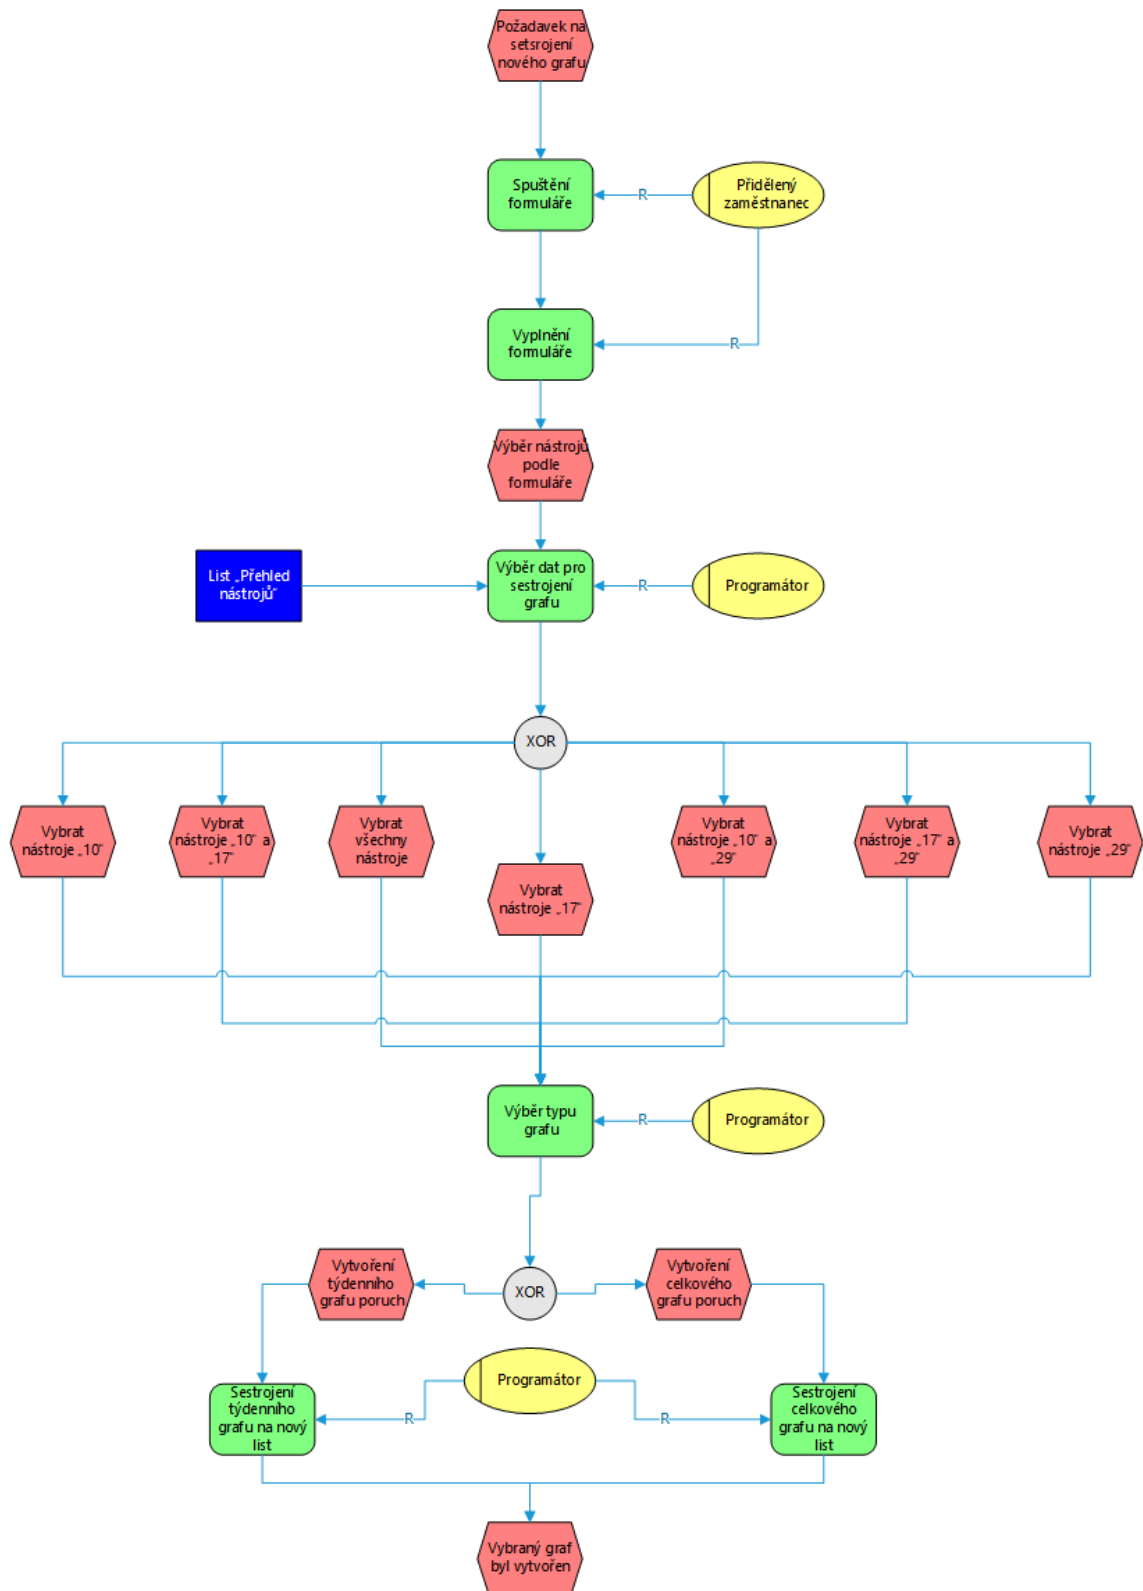 Požadavek na
setsrojení
nového grafu
Spuštění
formuláře
R
Přidělený
zaměstnanec
Vyplnění
formuláře
R
Výběr nástrojů
podle
formuláře
List „Přehled
nástrojů“
Výběr dat pro
sestrojení
grafu
R
Programátor
XOR
Vybrat
nástroje „10“
Vybrat
nástroje „10“ a
„17“
Vybrat
všechny
nástroje
Vybrat
nástroje „17“
Vybrat
nástroje „10“ a
„29“
Vybrat
nástroje „17“ a
„29“
Vybrat
nástroje „29“
Výběr typu
grafu
R
Programátor
Vytvoření
týdenního
grafu poruch
XOR
Vytvoření
celkového
grafu poruch
Sestrojení
týdenního
grafu na nový
list
R
Programátor
R
Sestrojení
celkového
grafu na nový
list
Vybraný graf
byl vytvořen